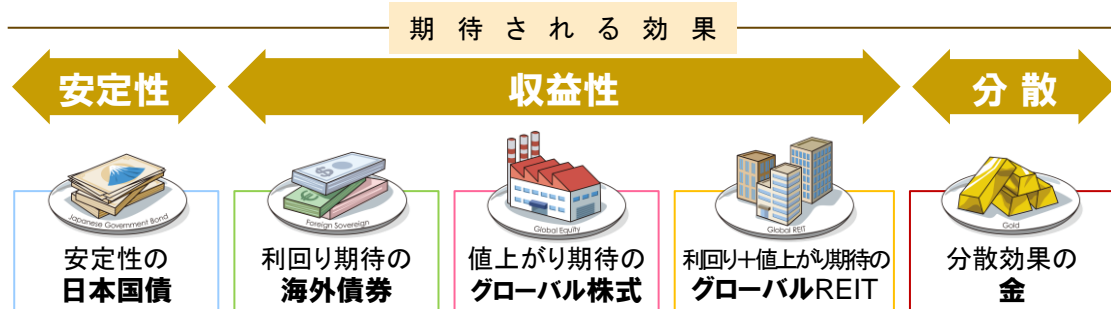 期待される効果
安定性
収益性
分散
Japanese Government Bond
Foreign Sovereign
Global Equity
Global REIT
Gold
安定性の
日本国債
利回り期待の
海外債券
値上がり期待の
グローバル株式
利回り+値上がり期待の
グローバルREIT
分散効果の
金